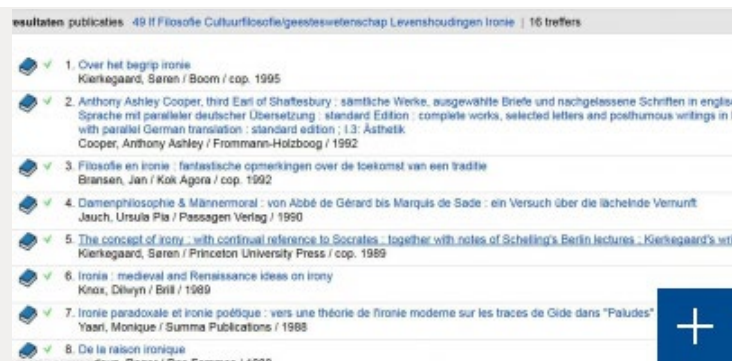 esultaten publicaties 49 lf Filosofie Cultuurfilosofie/geesteswetenschap Levenshoudingen Ironie | 16 treffers
1. Over het begrip ironie
Kierkegaard, Søren / Boom / cop. 1995
2. Anthony Ashley Cooper, third Earl of Shaftesbury : sämtliche Werke, ausgewählte Briefe und nachgelassene Schriften in englisc
Sprache mit paralleler deutscher Übersetzung : standard Edition : complete works, selected letters and posthumous writings in
with parallel German translation : standard edition ; I.3: Ästhetik
Cooper, Anthony Ashley / Frommann-Holzboog / 1992
3. Filosofie en ironie : fantastische opmerkingen over de toekomst van een traditie
Bransen, Jan / Kok Agora / cop. 1992
4. Damenphilosophie & Männermoral : von Abbé de Gérard bis Marquis de Sade : ein Versuch über die lächelnde Vernunft
Jauch, Ursula Pia / Passagen Verlag / 1990
5. The concept of irony : with continual reference to Socrates : together with notes of Schelling's Berlin lectures ; Kierkegaard's wri
Kierkegaard, Søren / Princeton University Press / cop. 1989
6. Ironia : medieval and Renaissance ideas on irony
Knox, Dilwyn / Brill / 1989
7. Ironie paradoxale et ironie poétique : vers une théorie de l'ironie moderne sur les traces de Gide dans "Paludes"
Yaari, Monique / Summa Publications / 1988
8. De la raison ironique